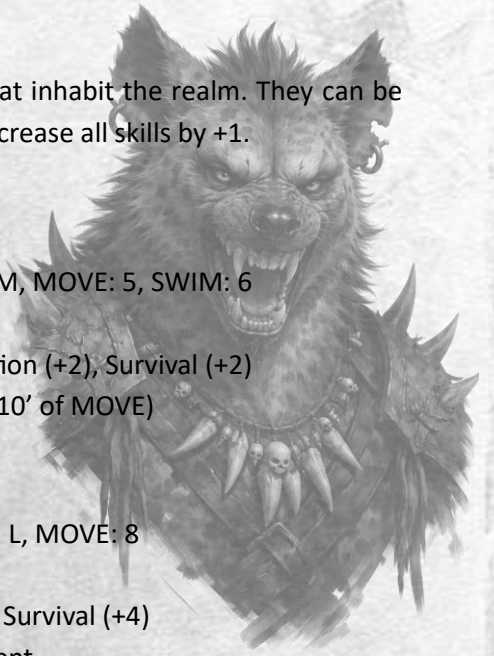 at inhabit the realm. They can be
crease all skills by +1.
M, MOVE: 5, SWIM: 6
ion (+2), Survival (+2)
10’ of MOVE)
L, MOVE: 8
Survival (+4)
ent